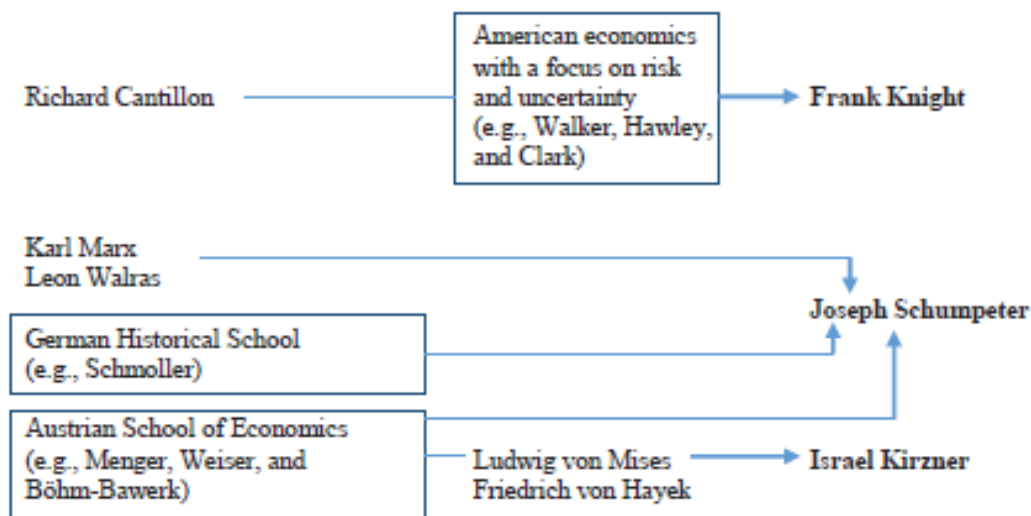 American economics
with a focus on risk
and uncertainty
(e.g., Walker, Hawley,
and Clark)
Richard Cantillon
Frank Knight
Karl Marx
Leon Walras
Joseph Schumpeter
German Historical School
(e.g., Schmoller)
Austrian School of Economics
(e.g., Menger, Weiser, and
Böhm-Bawerk)
Ludwig von Mises
Friedrich von Hayek
Israel Kirzner